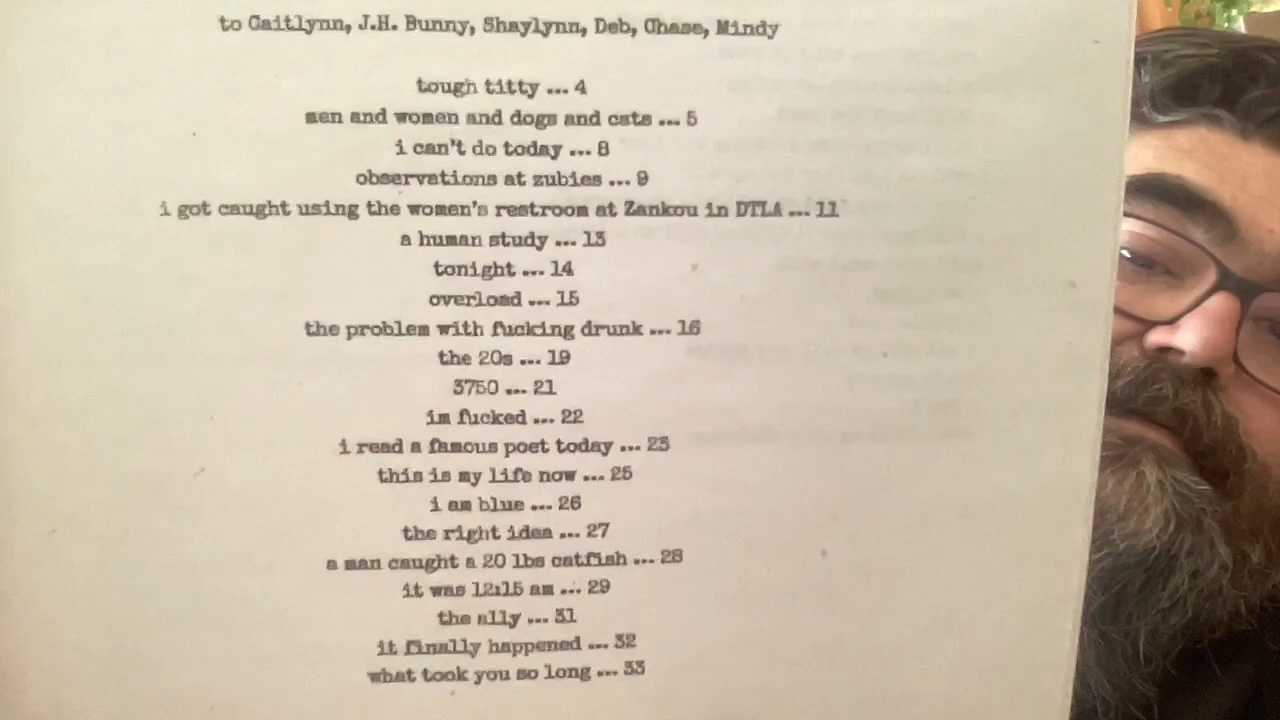 to Caitlynn, J.H. Bunny, Shaylynn, Deb, Chase, Mindy
tough titty ... 4
men and women and dogs and cats ... 5
i can't do today ... 8
observations at zubies ... 9
i got caught using the women's restroom at Zankou in DTLA ... 11
a human study ... 13
tonight ... 14
overload ... 15
the problem with fucking drunk ... 16
the 20s ... 19
3750 ... 21
im fucked ... 22
i read a famous poet today ... 23
this is my life now ... 25
i am blue ... 26
the right idea ... 27
a man caught a 20 lbs catfish ... 28
it was 12:15 am ... 29
the ally ... 31
it finally happened ... 32
what took you so long ... 33